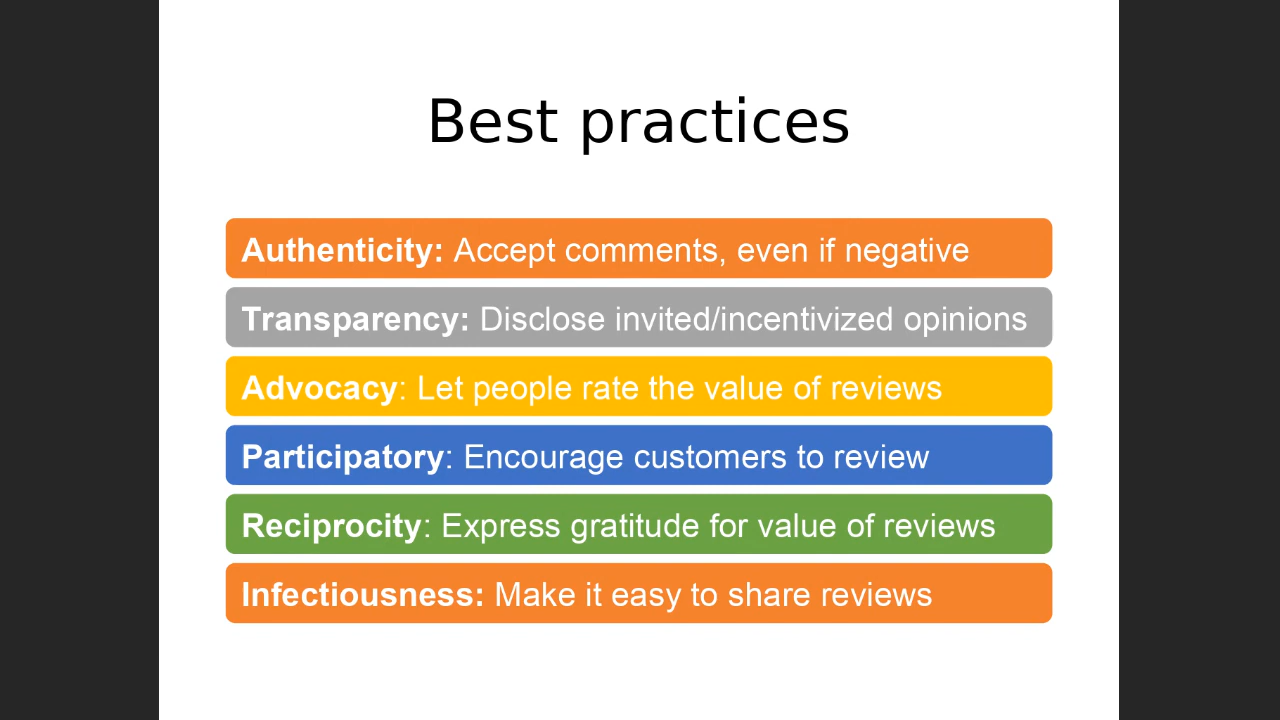 Best practices
Authenticity: Accept comments, even if negative
Transparency: Disclose invited/incentivized opinions
Advocacy: Let people rate the value of reviews
Participatory: Encourage customers to review
Reciprocity: Express gratitude for value of reviews
Infectiousness: Make it easy to share reviews